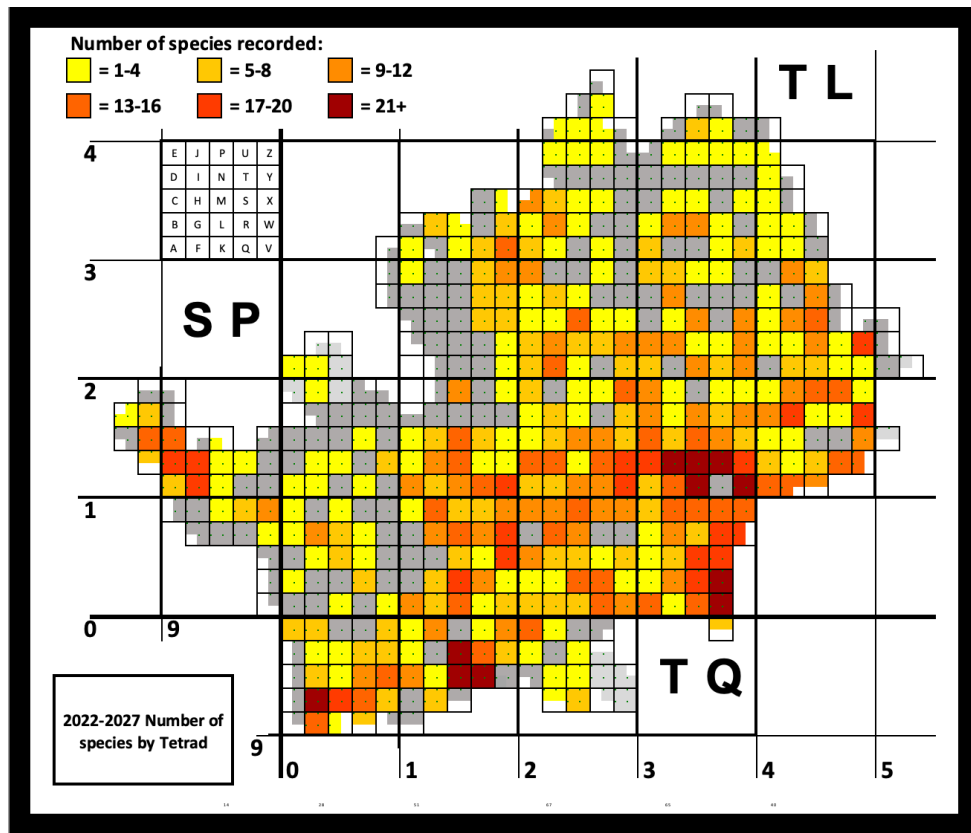 Number of species recorded:
= 1-4 = 5-8 = 9-12
= 13-16 = 17-20 = 21+
T L
4
E J P U Z
D I N T Y
C H M S X
B G L R W
A F K Q V
3
S P
2
1
0 9
T Q
2022-2027 Number of
species by Tetrad
9
0 1 2 3 4 5